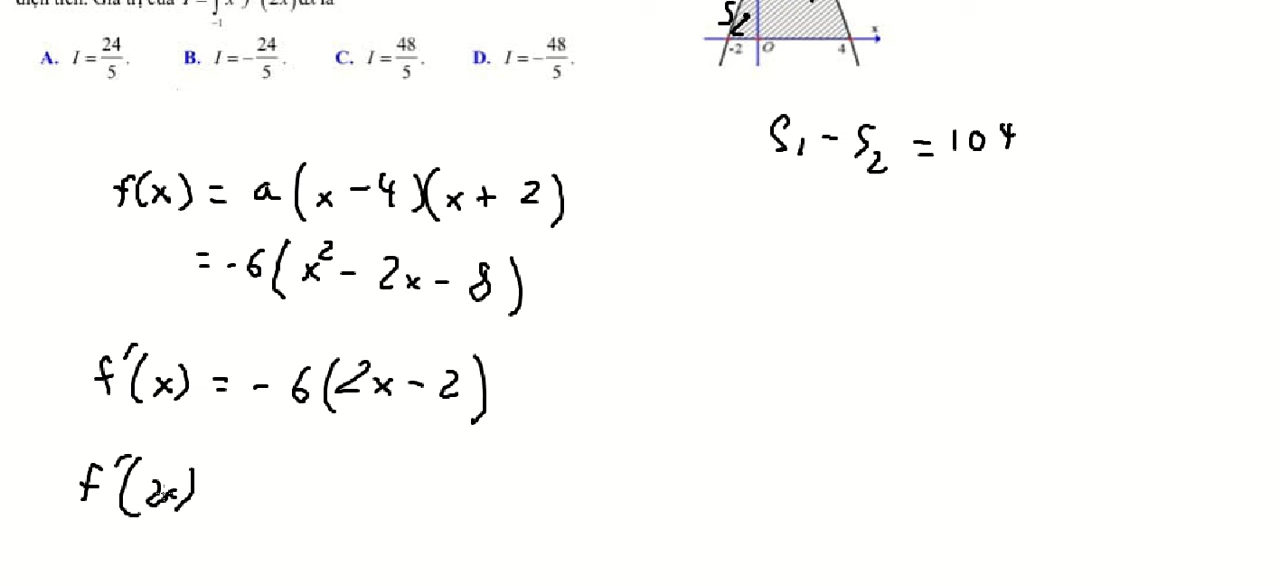 -1
A. I = 24/5. B. I = -24/5. C. I = 48/5. D. I = -48/5.
S2
x
-2 O 4
S₁ - S₂ = 104
f(x) = a(x-4)(x+2)
= -6(x² - 2x - 8)
f'(x) = -6(2x-2)
f'(2x)